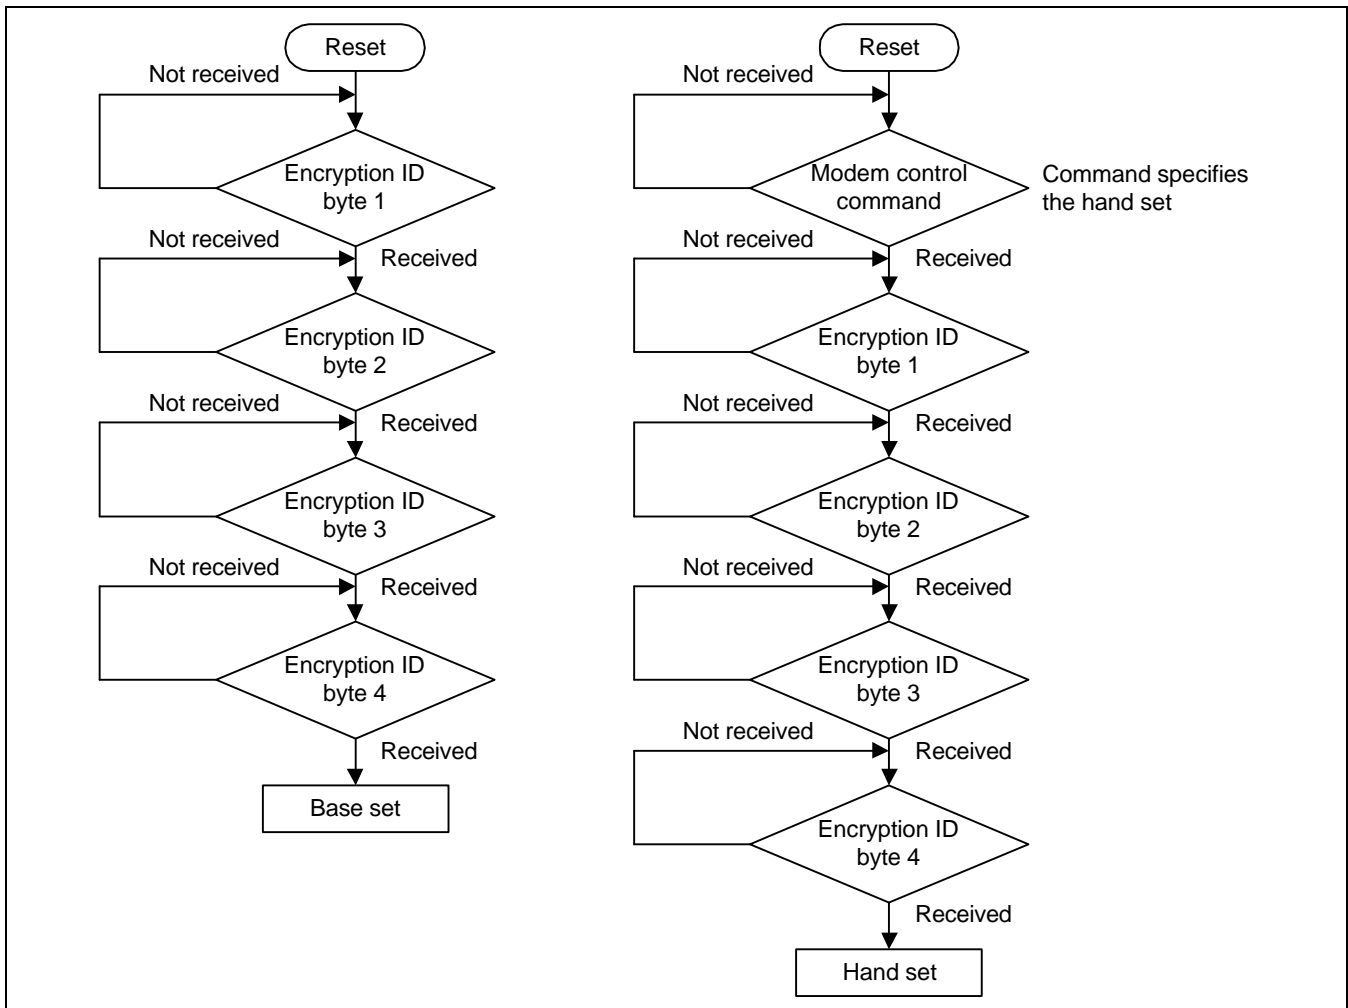 Reset
Not received
Encryption ID
byte 1
Not received
Received
Encryption ID
byte 2
Not received
Received
Encryption ID
byte 3
Not received
Received
Encryption ID
byte 4
Received
Base set
Reset
Not received
Modem control
command
Command specifies
the hand set
Not received
Received
Encryption ID
byte 1
Not received
Received
Encryption ID
byte 2
Not received
Received
Encryption ID
byte 3
Not received
Received
Encryption ID
byte 4
Received
Hand set